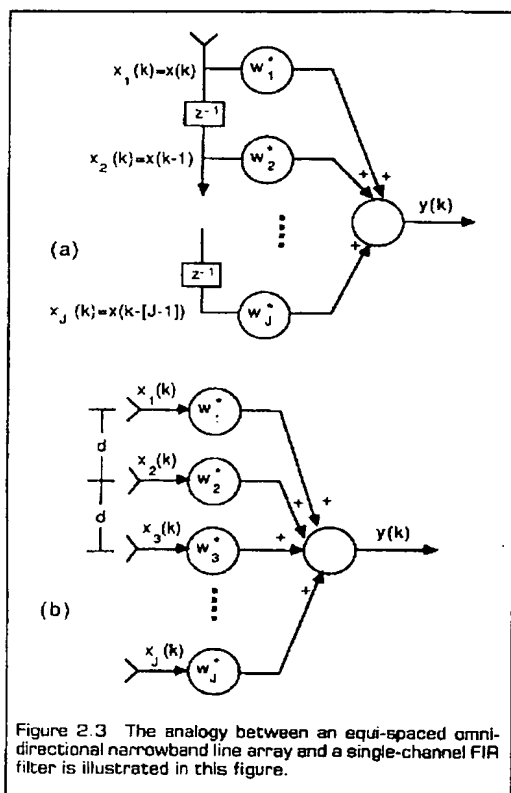 x₁(k)=x(k)
w₁*
z⁻¹
x₂(k)=x(k-1)
w₂*
+ +
y(k)
(a)
+
z⁻¹
x_J(k)=x(k-[J-1])
w_J*
x₁(k)
w₁*
d
x₂(k)
w₂*
+ +
d
x₃(k)
w₃*
+
y(k)
+
(b)
x_J(k)
w_J*
Figure 2.3 The analogy between an equi-spaced omni-
directional narrowband line array and a single-channel FIR
filter is illustrated in this figure.